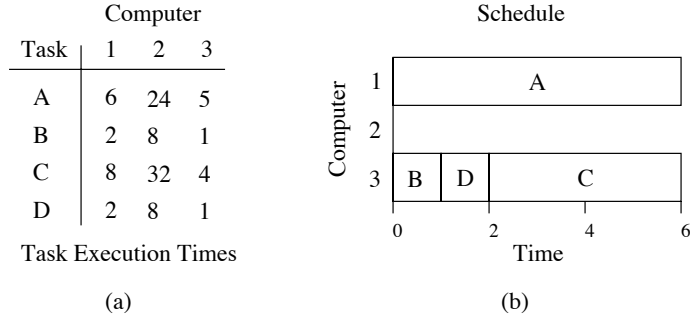 Computer
Task 1 2 3
A 6 24 5
B 2 8 1
C 8 32 4
D 2 8 1
Task Execution Times
(a)
Schedule
Computer
1 A
2
3 B D C
0 2 4 6
Time
(b)